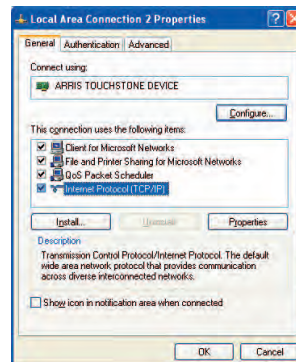 Local Area Connection 2 Properties
General Authentication Advanced
Connect using:
ARRIS TOUCHSTONE DEVICE
Configure...
This connection uses the following items:
Client for Microsoft Networks
File and Printer Sharing for Microsoft Networks
QoS Packet Scheduler
Internet Protocol (TCP/IP)
Install... Uninstall Properties
Description
Transmission Control Protocol/Internet Protocol. The default
wide area network protocol that provides communication
across diverse interconnected networks.
Show icon in notification area when connected
OK Cancel